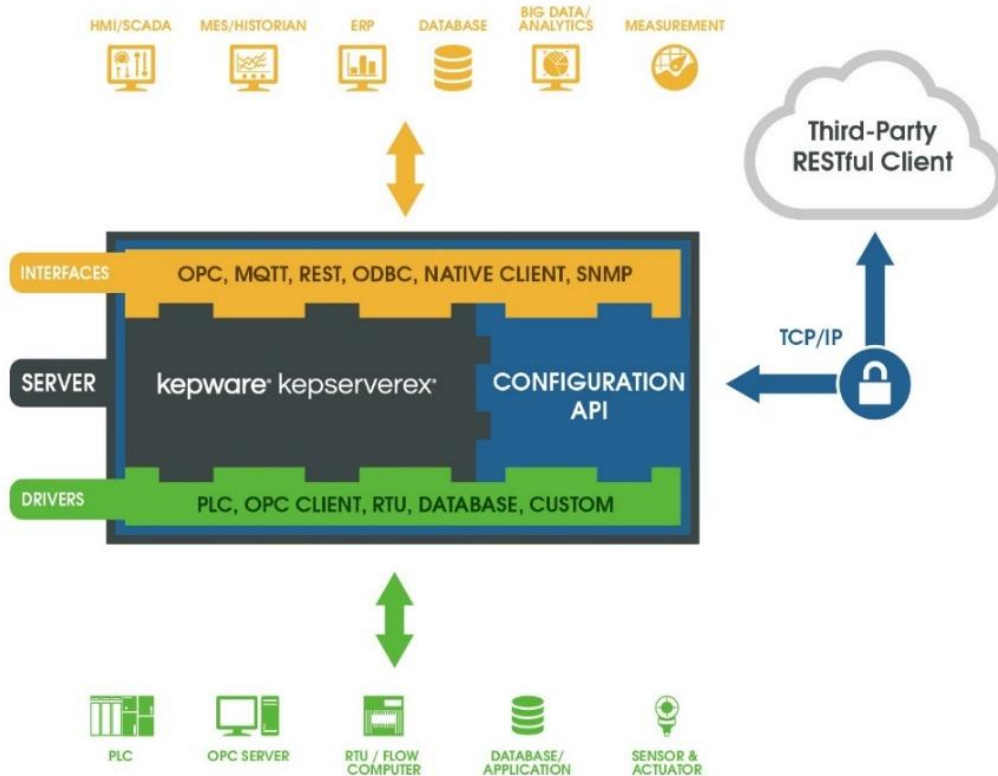 HMI/SCADA
MES/HISTORIAN
ERP
DATABASE
BIG DATA/
ANALYTICS
MEASUREMENT
Third-Party
RESTful Client
INTERFACES
OPC, MQTT, REST, ODBC, NATIVE CLIENT, SNMP
TCP/IP
SERVER
kepware® kepserverex®
CONFIGURATION
API
DRIVERS
PLC, OPC CLIENT, RTU, DATABASE, CUSTOM
PLC
OPC SERVER
RTU / FLOW
COMPUTER
DATABASE/
APPLICATION
SENSOR &
ACTUATOR